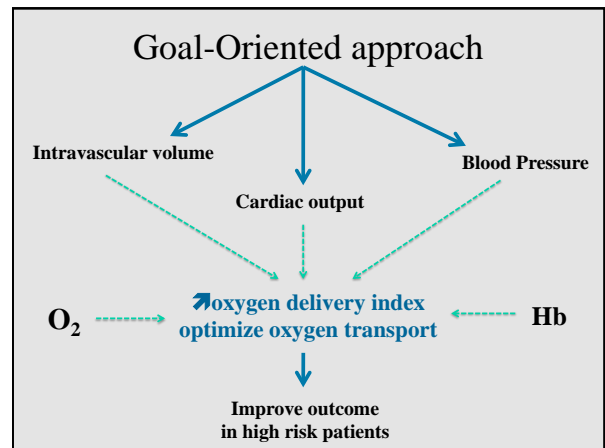 Goal-Oriented approach
Intravascular volume
Blood Pressure
Cardiac output
↗oxygen delivery index
O₂
optimize oxygen transport
Hb
Improve outcome
in high risk patients